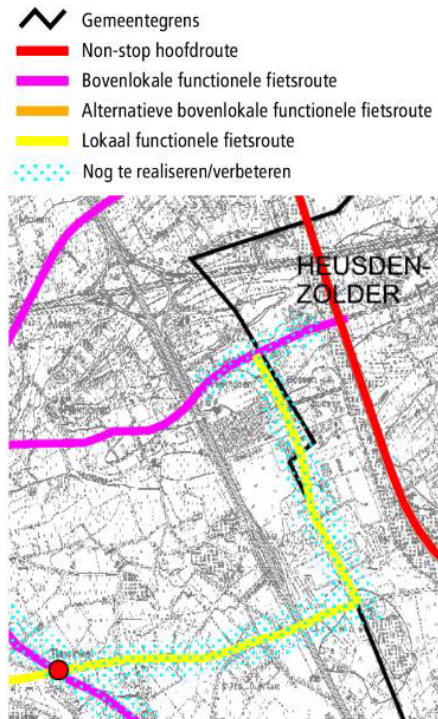 Gemeentegrens
Non-stop hoofdroute
Bovenlokale functionele fietsroute
Alternatieve bovenlokale functionele fietsroute
Lokaal functionele fietsroute
Nog te realiseren/verbeteren
HEUSDEN-
ZOLDER